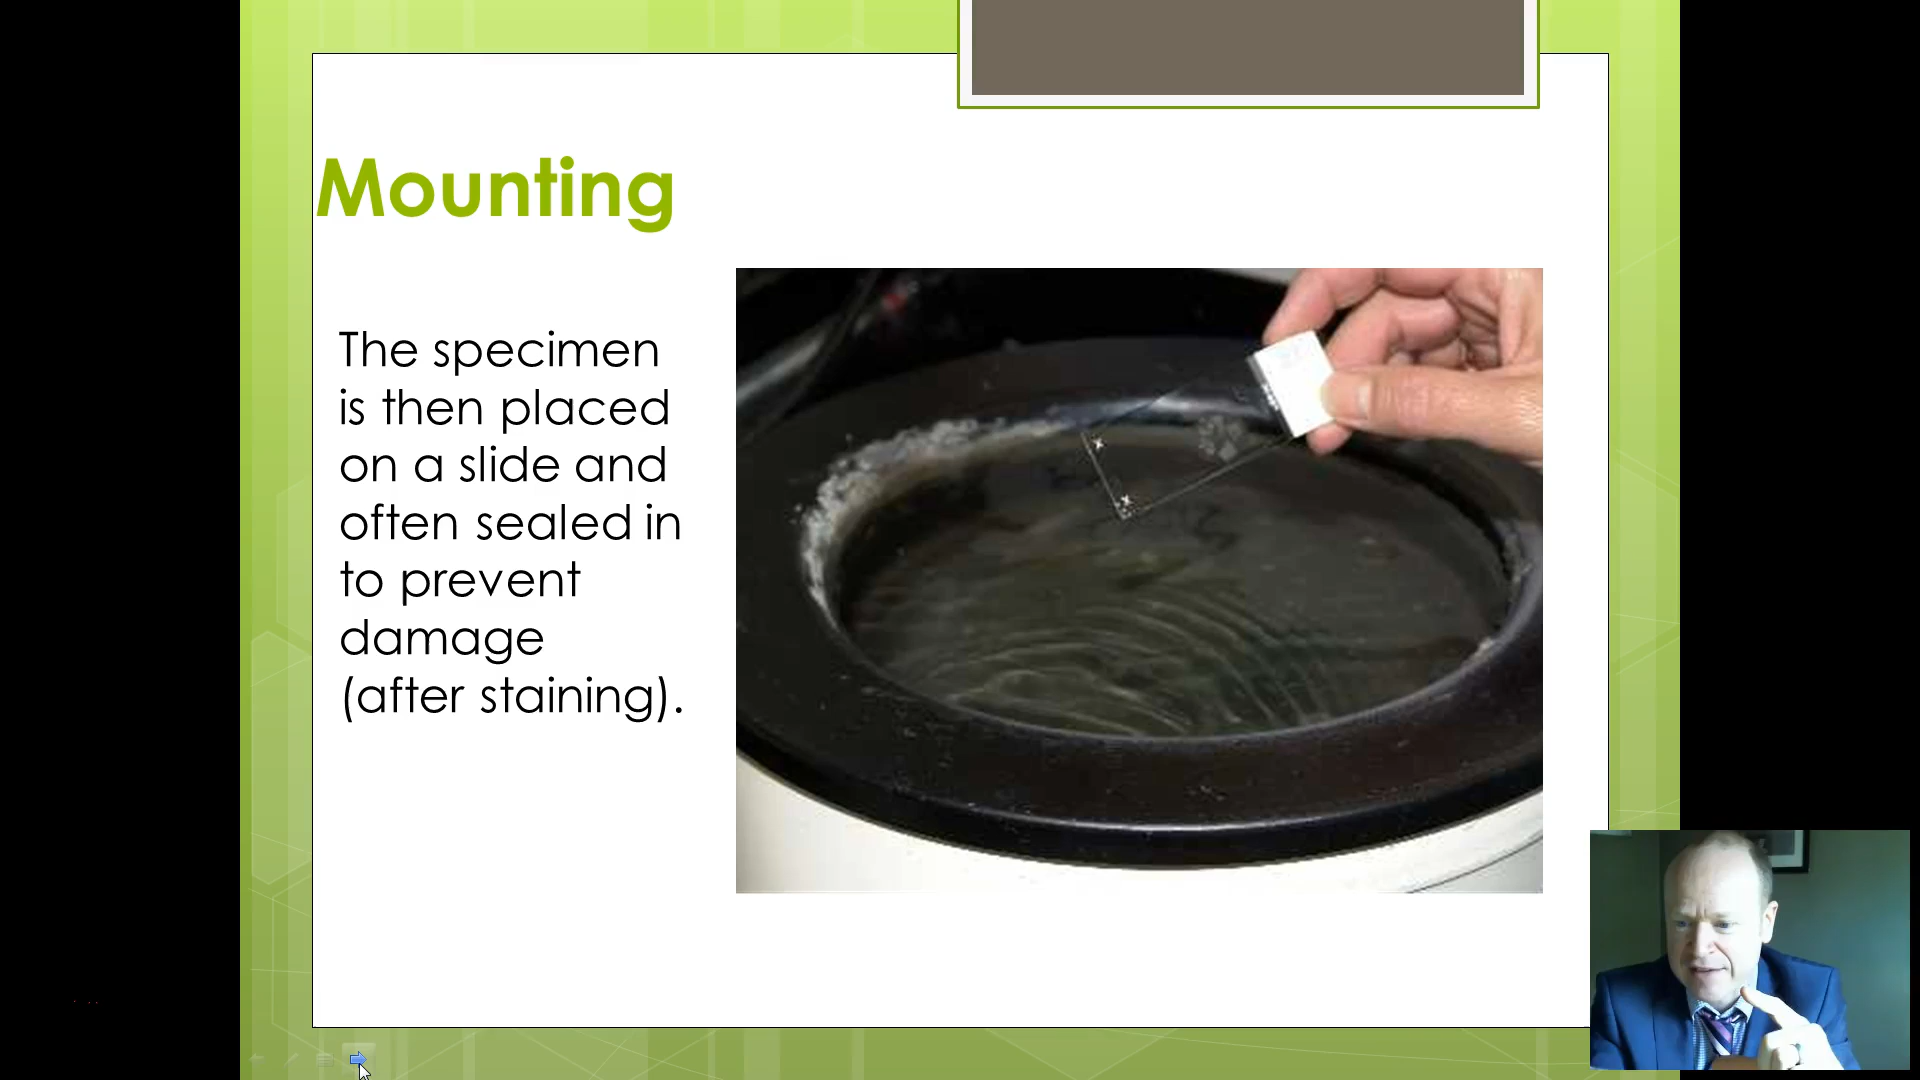 Mounting
The specimen
is then placed
on a slide and
often sealed in
to prevent
damage
(after staining).